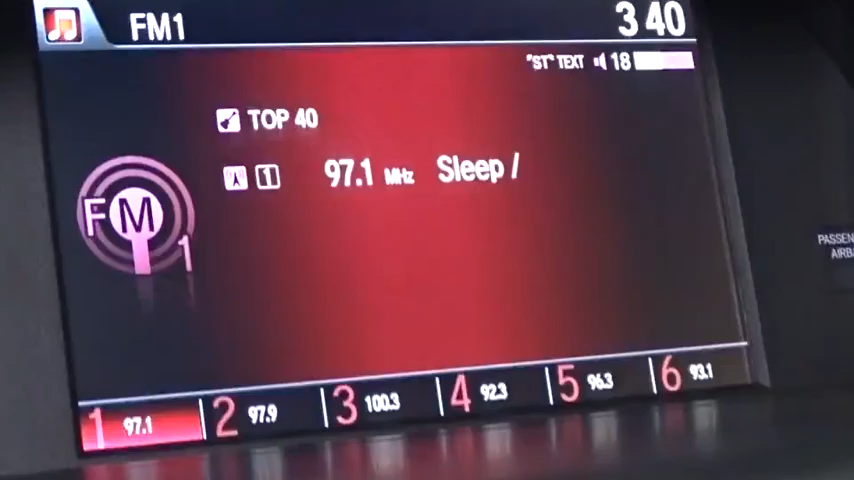 FM1
3 40
"ST" TEXT 18
TOP 40
1 97.1 MHz Sleep /
FM 1
1 97.1 2 97.9 3 100.3 4 92.3 5 96.3 6 93.1